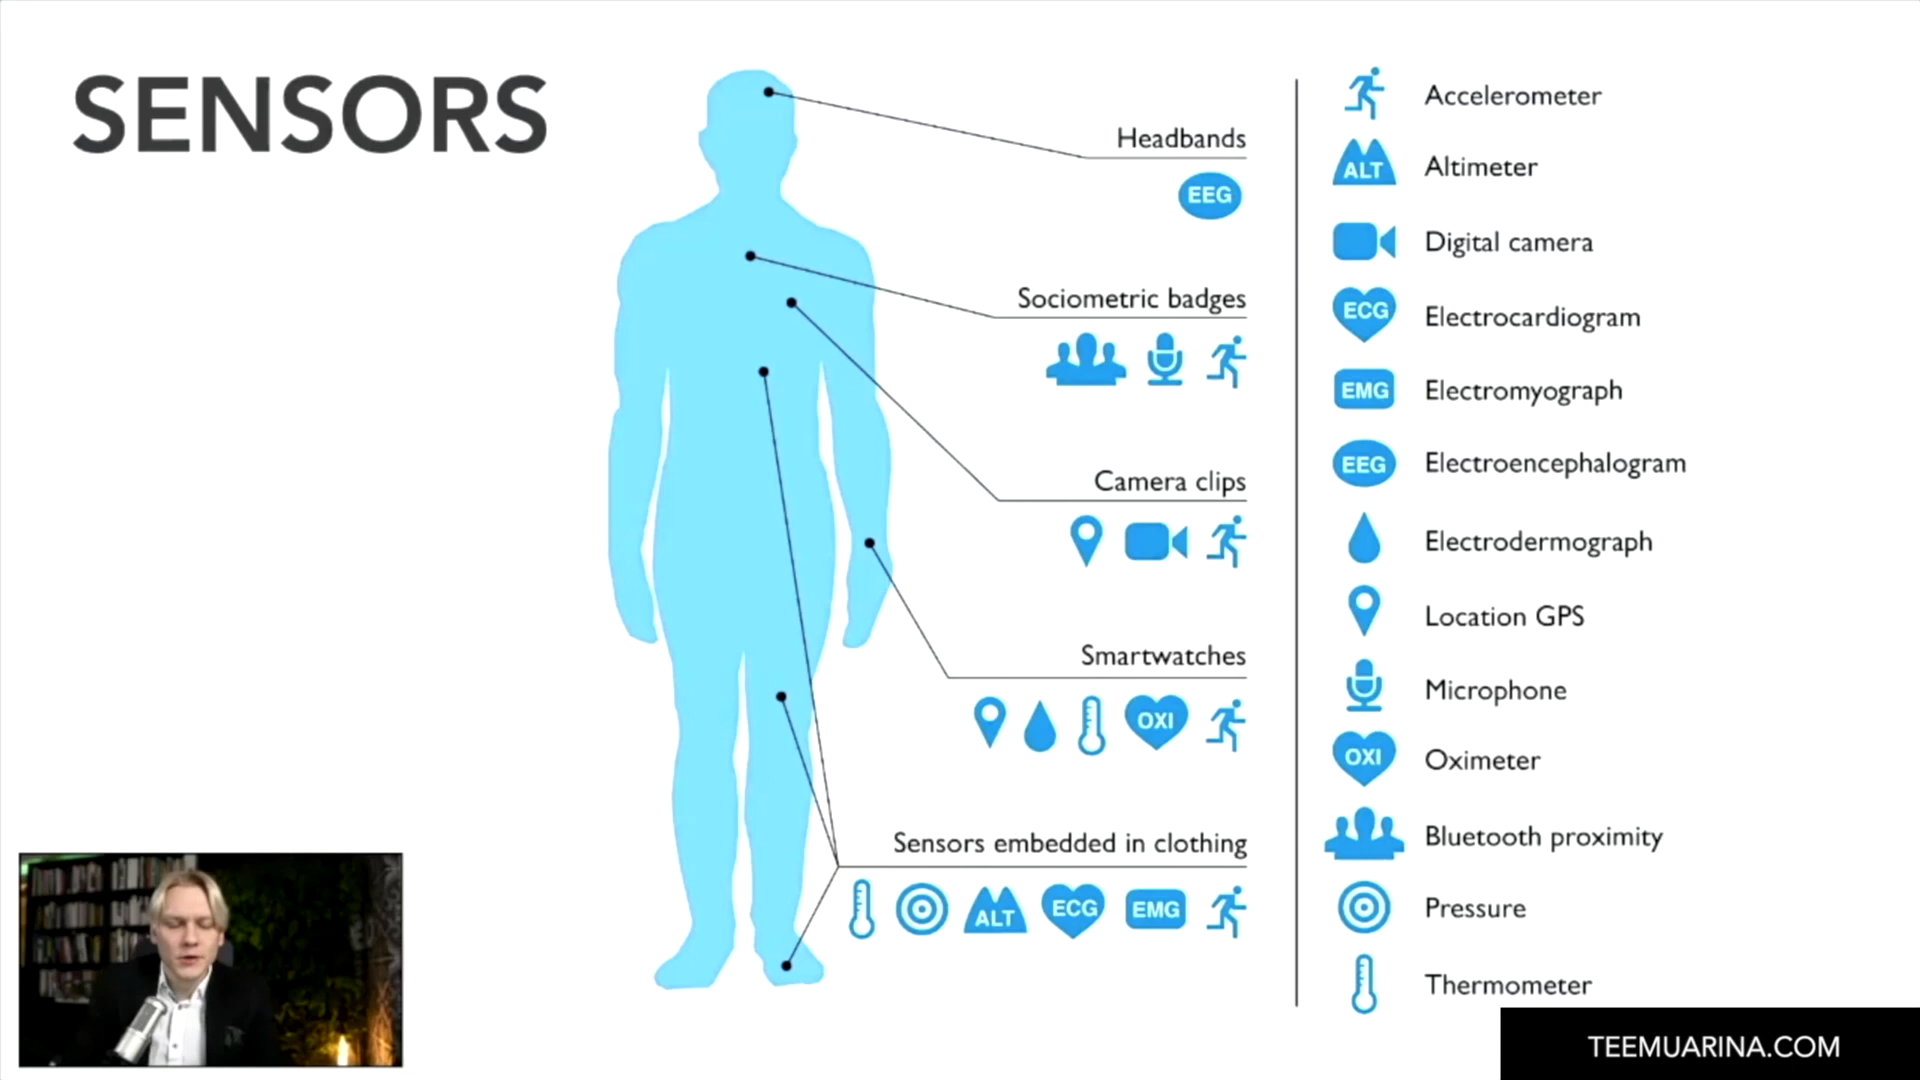 SENSORS
Headbands
EEG
Sociometric badges
Camera clips
Smartwatches
OXI
Sensors embedded in clothing
ALT
ECG
EMG
Accelerometer
ALT
Altimeter
Digital camera
ECG
Electrocardiogram
EMG
Electromyograph
EEG
Electroencephalogram
Electrodermograph
Location GPS
Microphone
OXI
Oximeter
Bluetooth proximity
Pressure
Thermometer
TEEMUARINA.COM